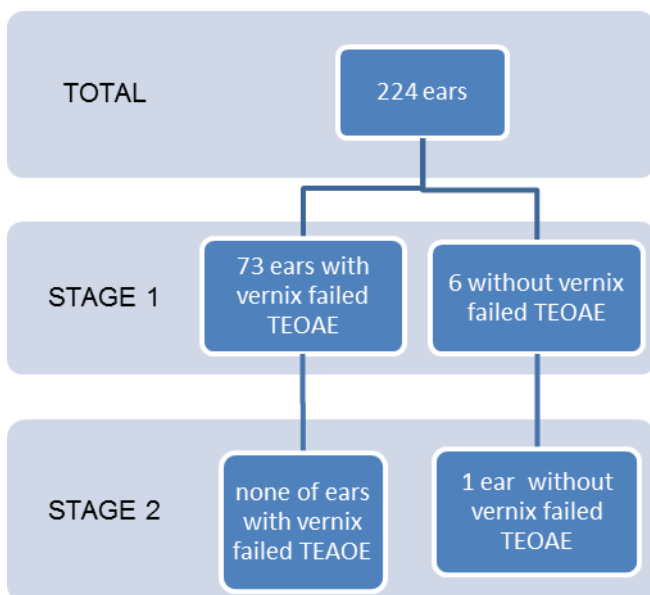 TOTAL
224 ears
STAGE 1
73 ears with
vernix failed
TEOAE
6 without vernix
failed TEOAE
STAGE 2
none of ears
with vernix
failed TEAOE
1 ear without
vernix failed
TEOAE